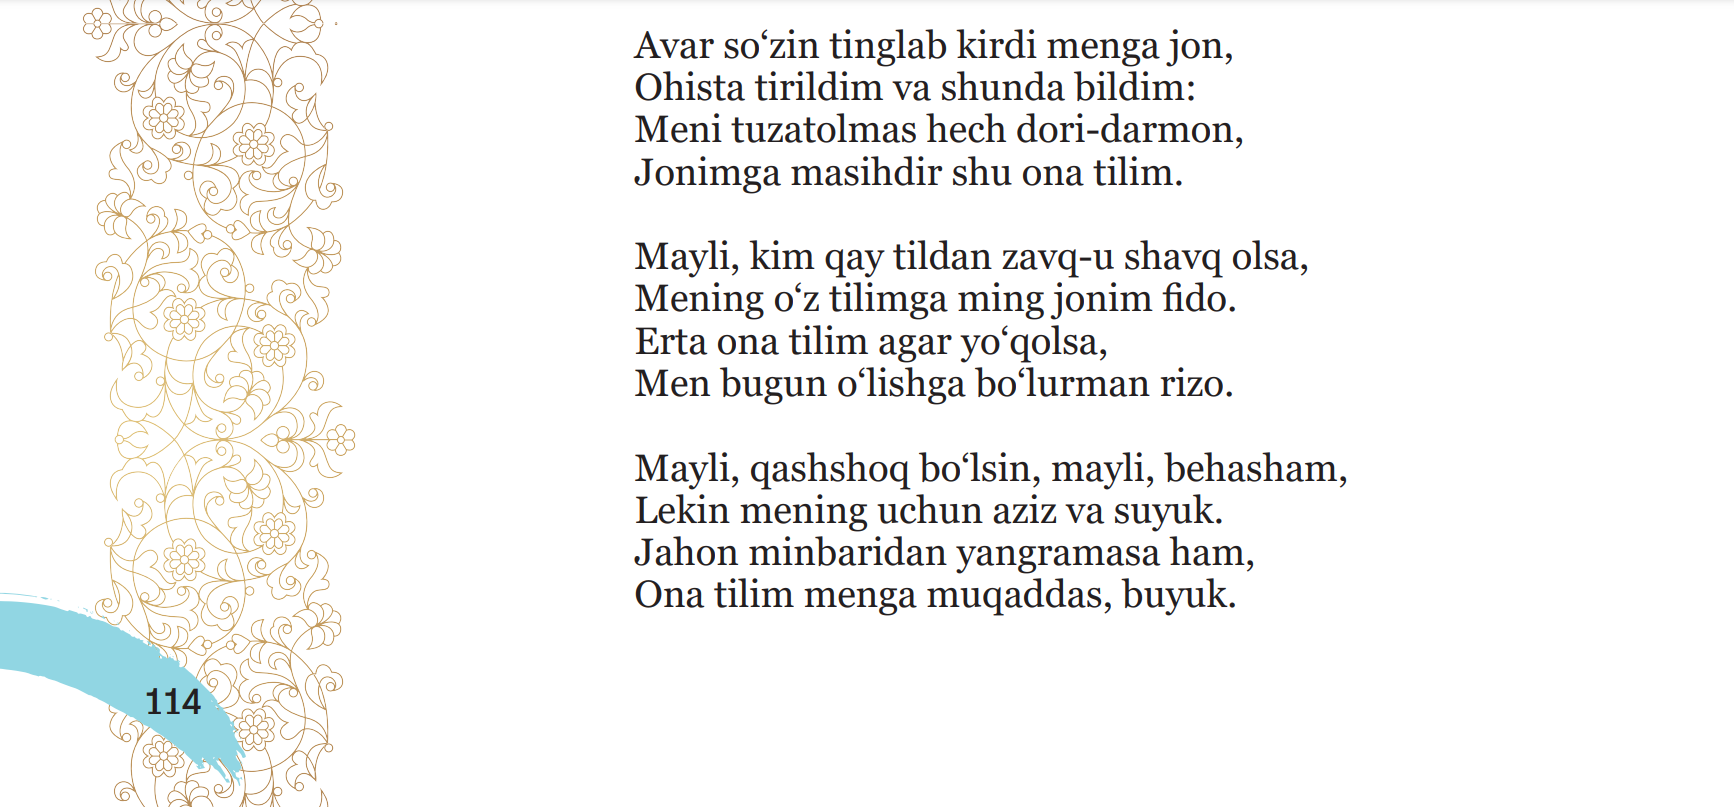 Avar so‘zin tinglab kirdi menga jon,
Ohista tirildim va shunda bildim:
Meni tuzatolmas hech dori-darmon,
Jonimga masihdir shu ona tilim.
Mayli, kim qay tildan zavq-u shavq olsa,
Mening o‘z tilimga ming jonim fido.
Erta ona tilim agar yo‘qolsa,
Men bugun o‘lishga bo‘lurman rizo.
Mayli, qashshoq bo‘lsin, mayli, behasham,
Lekin mening uchun aziz va suyuk.
Jahon minbaridan yangramasa ham,
Ona tilim menga muqaddas, buyuk.
114